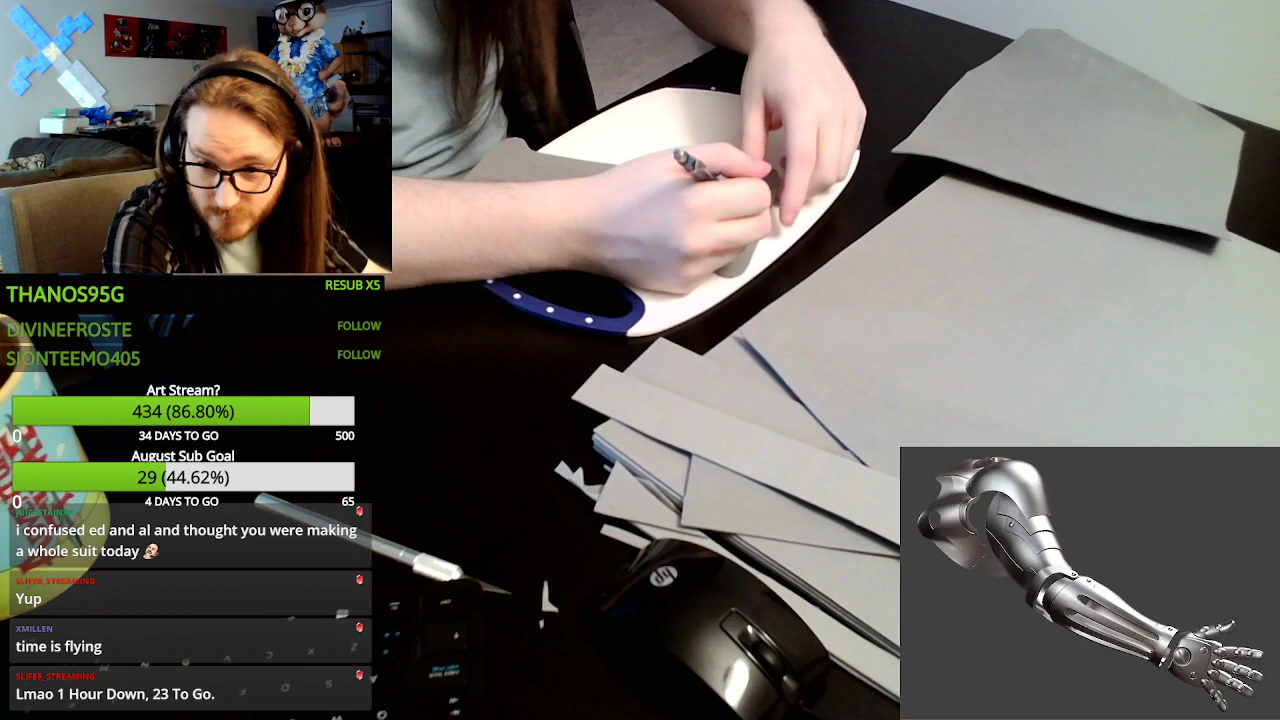 THANOS95G
RESUB X5
DIVINEFROSTE
FOLLOW
SIONTEEMO405
FOLLOW
Art Stream?
434 (86.80%)
0
34 DAYS TO GO
500
August Sub Goal
29 (44.62%)
0
4 DAYS TO GO
65
i confused ed and al and thought you were making
a whole suit today
SLIFER_STREAMING
Yup
XMILLEN
time is flying
SLIFER_STREAMING
Lmao 1 Hour Down, 23 To Go.
hp